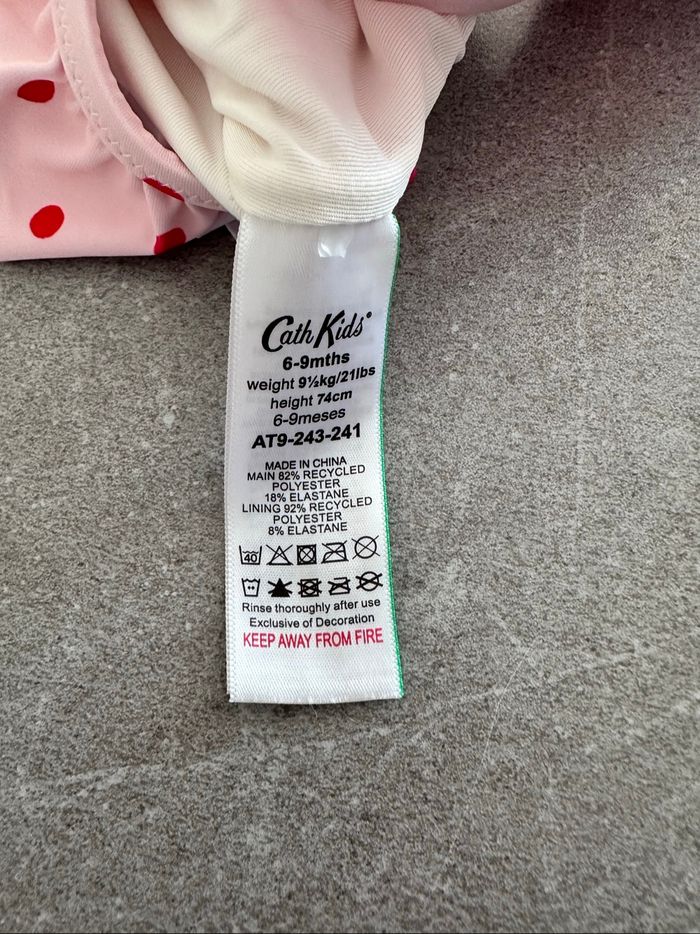 Cath Kids
6-9mths
weight 9½kg/21lbs
height 74cm
6-9meses
AT9-243-241
MADE IN CHINA
MAIN 82% RECYCLED
POLYESTER
18% ELASTANE
LINING 92% RECYCLED
POLYESTER
8% ELASTANE
40
Rinse thoroughly after use
Exclusive of Decoration
KEEP AWAY FROM FIRE